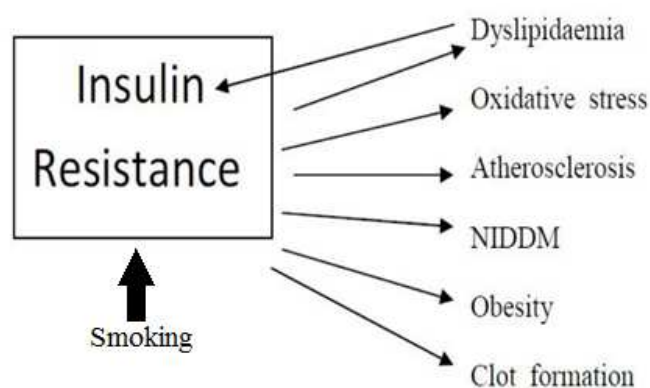 Insulin
Resistance
Smoking
Dyslipidaemia
Oxidative stress
Atherosclerosis
NIDDM
Obesity
Clot formation